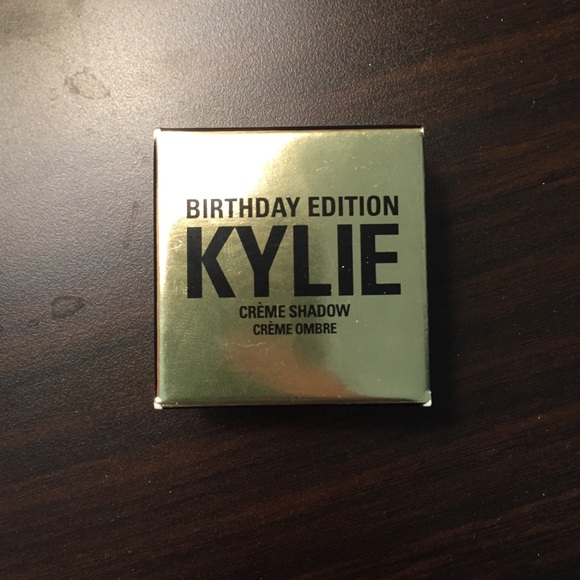 BIRTHDAY EDITION
KYLIE
CRÈME SHADOW
CRÈME OMBRE